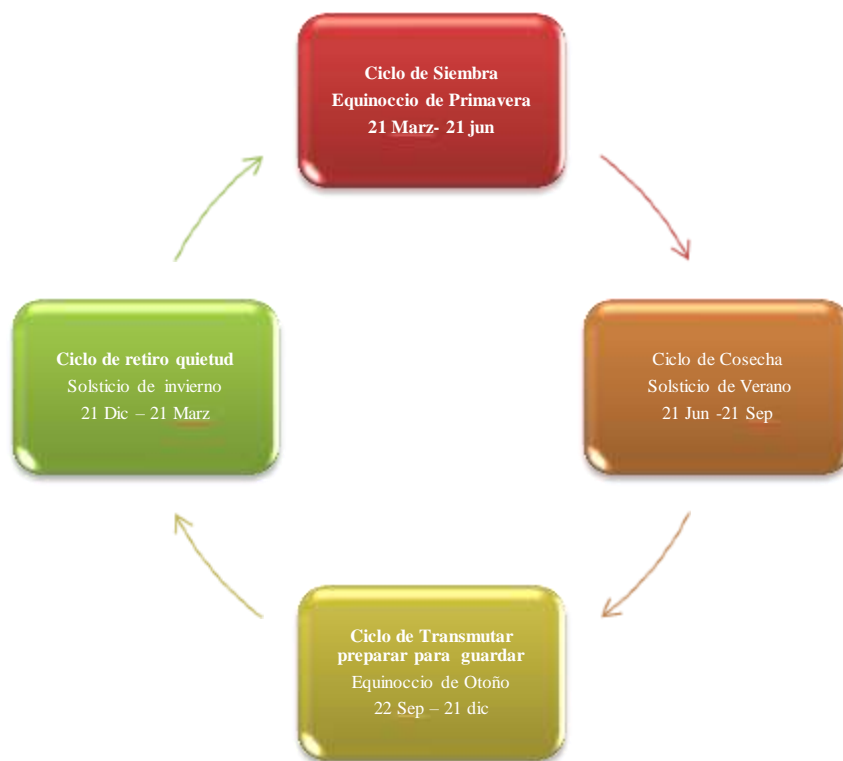 Ciclo de Siembra
Equinoccio de Primavera
21 Marz- 21 jun
Ciclo de Cosecha
Solsticio de Verano
21 Jun -21 Sep
Ciclo de Transmutar
preparar para guardar
Equinoccio de Otoño
22 Sep – 21 dic
Ciclo de retiro quietud
Solsticio de invierno
21 Dic – 21 Marz